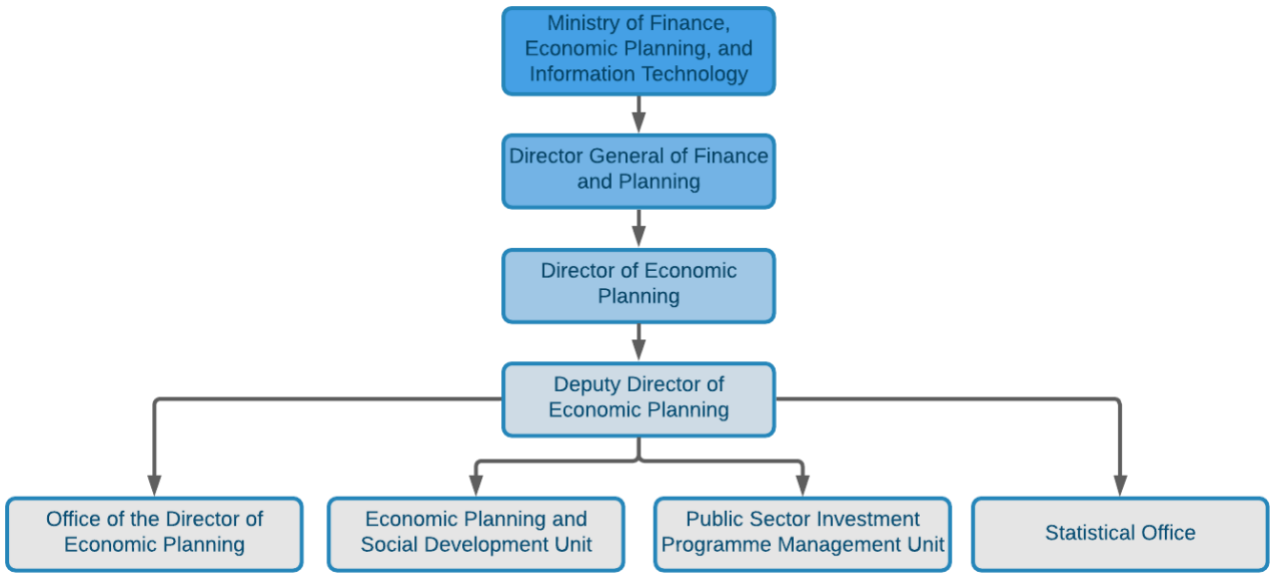 Ministry of Finance,
Economic Planning, and
Information Technology
Director General of Finance
and Planning
Director of Economic
Planning
Deputy Director of
Economic Planning
Office of the Director of
Economic Planning
Economic Planning and
Social Development Unit
Public Sector Investment
Programme Management Unit
Statistical Office